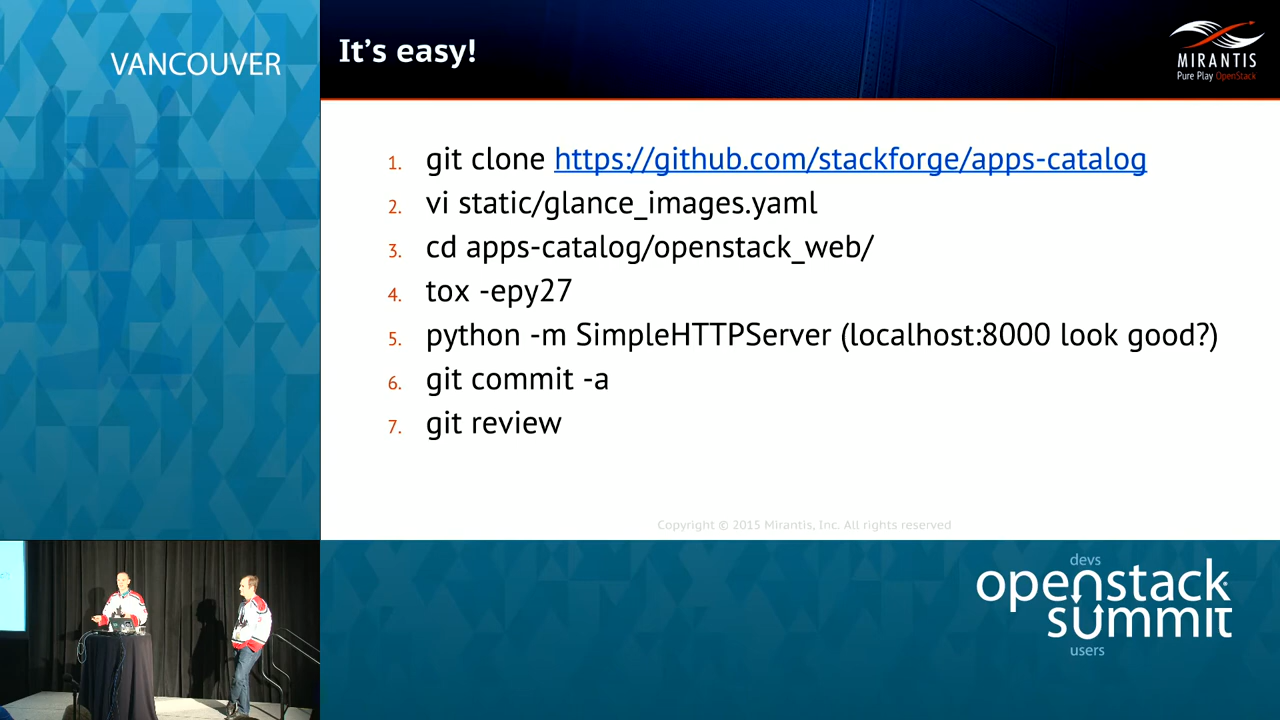 VANCOUVER
It's easy!
MIRANTIS
Pure Play OpenStack
1. git clone https://github.com/stackforge/apps-catalog
2. vi static/glance_images.yaml
3. cd apps-catalog/openstack_web/
4. tox -epy27
5. python -m SimpleHTTPServer (localhost:8000 look good?)
6. git commit -a
7. git review
Copyright © 2015 Mirantis, Inc. All rights reserved
devs
openstack
summit
users